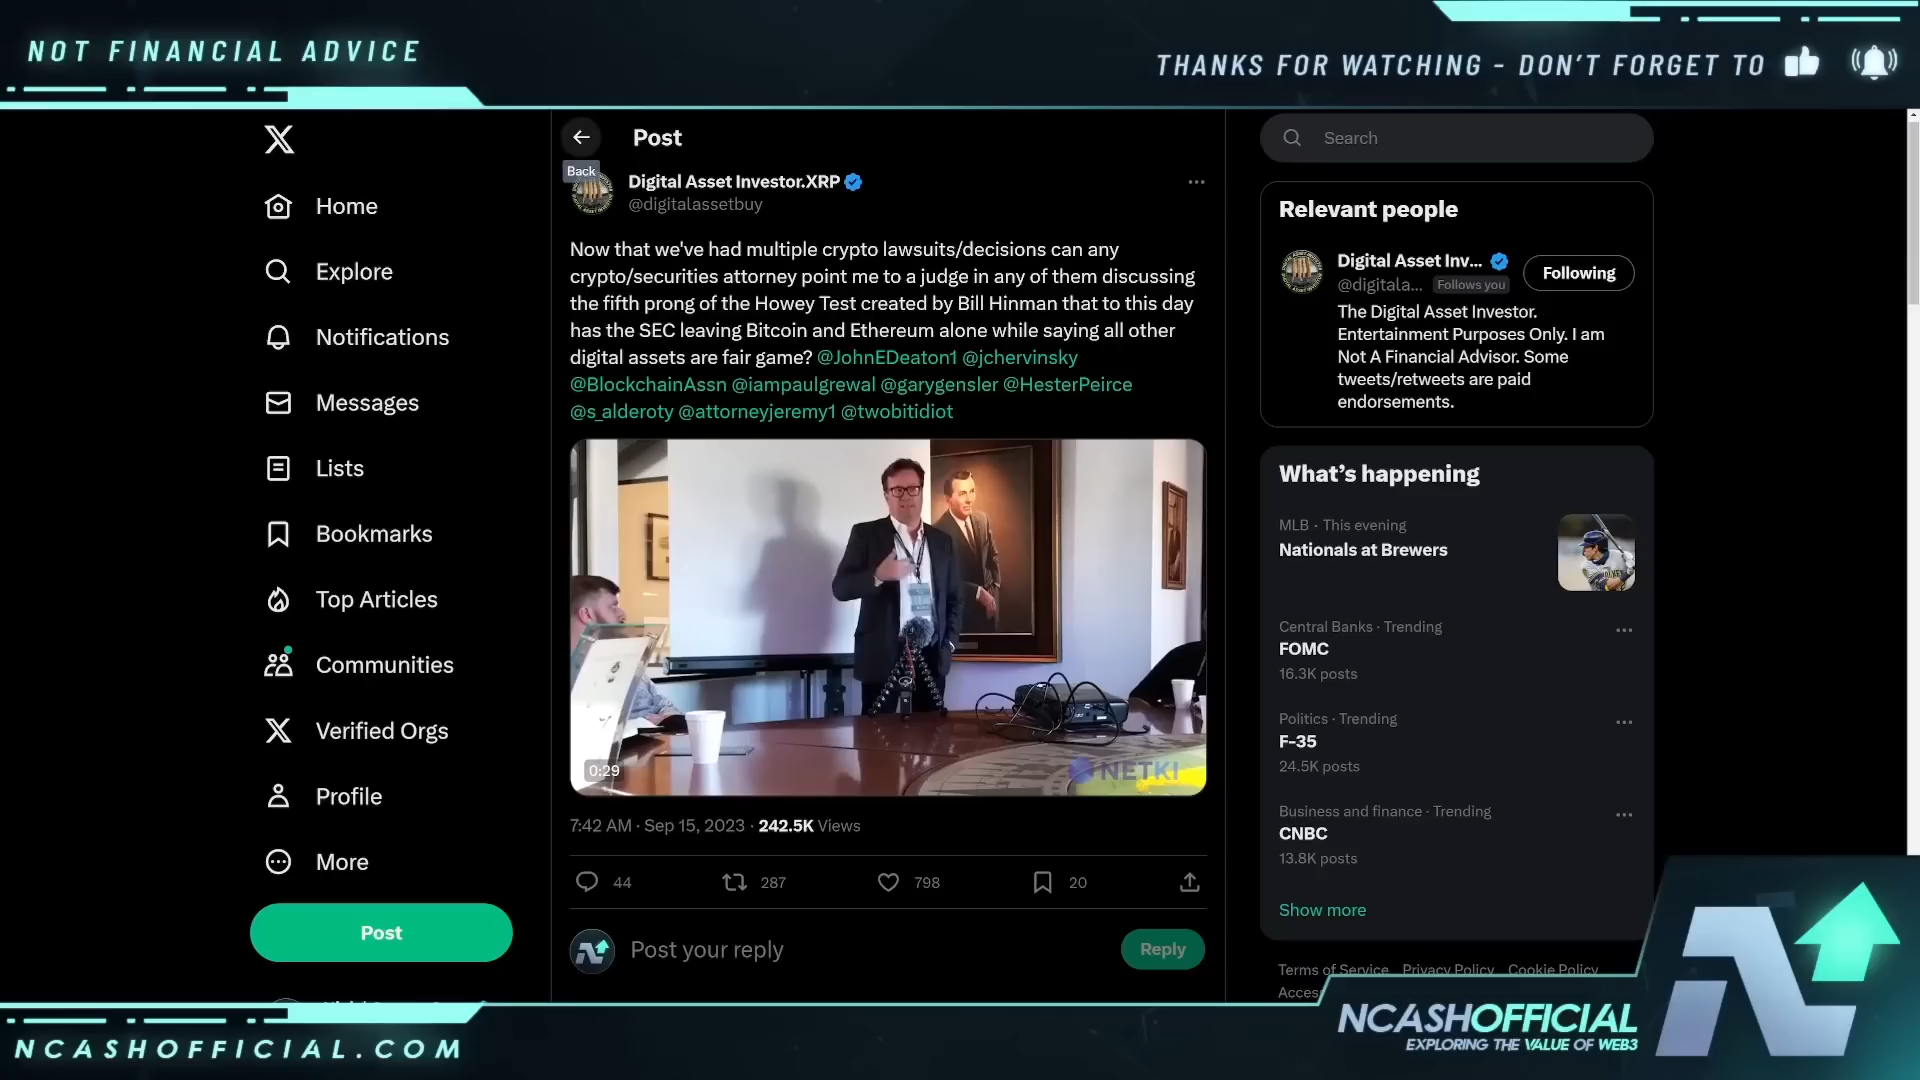 NOT FINANCIAL ADVICE
THANKS FOR WATCHING - DON'T FORGET TO
Home
Explore
Notifications
Messages
Lists
Bookmarks
Top Articles
Communities
Verified Orgs
Profile
More
Post
Post
Back
Digital Asset Investor.XRP
@digitalassetbuy
Now that we've had multiple crypto lawsuits/decisions can any
crypto/securities attorney point me to a judge in any of them discussing
the fifth prong of the Howey Test created by Bill Hinman that to this day
has the SEC leaving Bitcoin and Ethereum alone while saying all other
digital assets are fair game? @JohnEDeaton1 @jchervinsky
@BlockchainAssn @iampaulgrewal @garygensler @HesterPeirce
@s_alderoty @attorneyjeremy1 @twobitidiot
0:29
NETKI
7:42 AM · Sep 15, 2023 · 242.5K Views
44 287 798 20
Post your reply
Reply
Search
Relevant people
Digital Asset Inv...
Following
@digitala... Follows you
The Digital Asset Investor.
Entertainment Purposes Only. I am
Not A Financial Advisor. Some
tweets/retweets are paid
endorsements.
What's happening
MLB · This evening
Nationals at Brewers
Central Banks · Trending
FOMC
16.3K posts
Politics · Trending
F-35
24.5K posts
Business and finance · Trending
CNBC
13.8K posts
Show more
Terms of Service Privacy Policy Cookie Policy
NCASHOFFICIAL
EXPLORING THE VALUE OF WEB3
NCASHOFFICIAL.COM